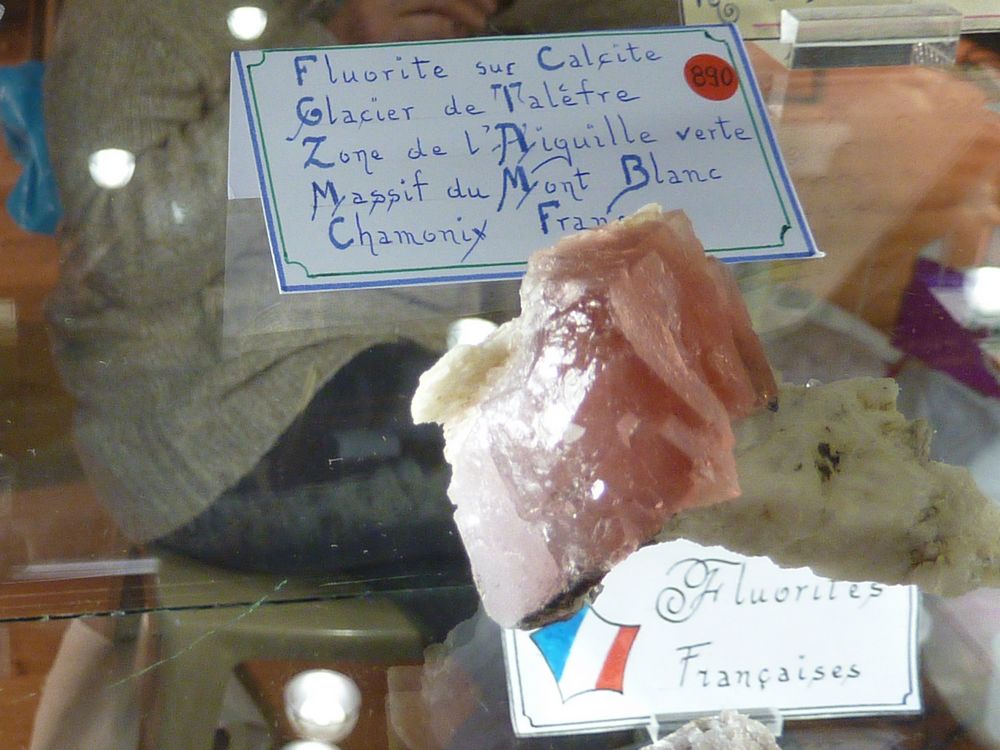 Fluorite sur Calcite
890
Glacier de Talèfre
Zone de l'Aiguille verte
Massif du Mont Blanc
Chamonix
Fluorites
Françaises